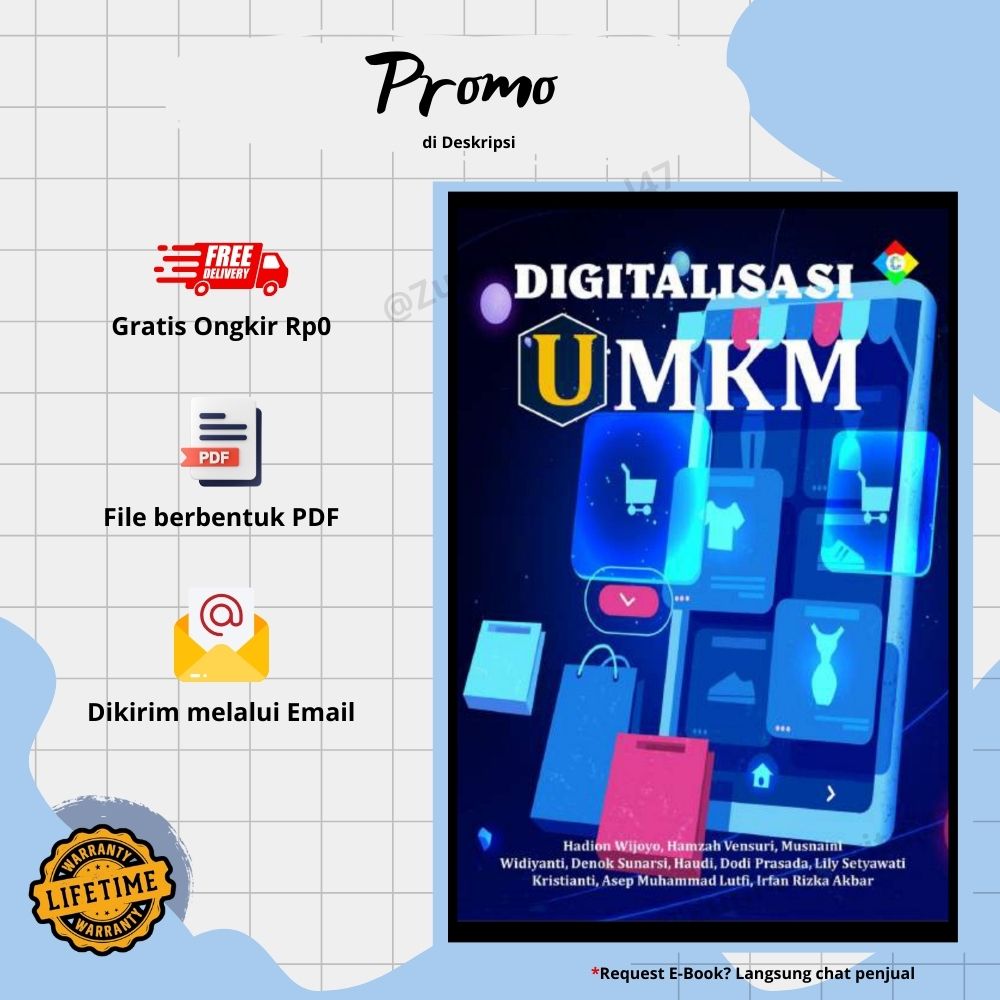 Promo
di Deskripsi
FREE
DELIVERY
Gratis Ongkir Rp0
PDF
File berbentuk PDF
@
Dikirim melalui Email
WARRANTY
LIFETIME
WARRANTY
DIGITALISASI
C
UMKM
Hadion Wijoyo, Hamzah Vensuri, Musnaini
Widiyanti, Denok Sunarsi, Haudi, Dodi Prasada, Lily Setyawati
Kristianti, Asep Muhammad Lutfi, Irfan Rizka Akbar
*Request E-Book? Langsung chat penjual